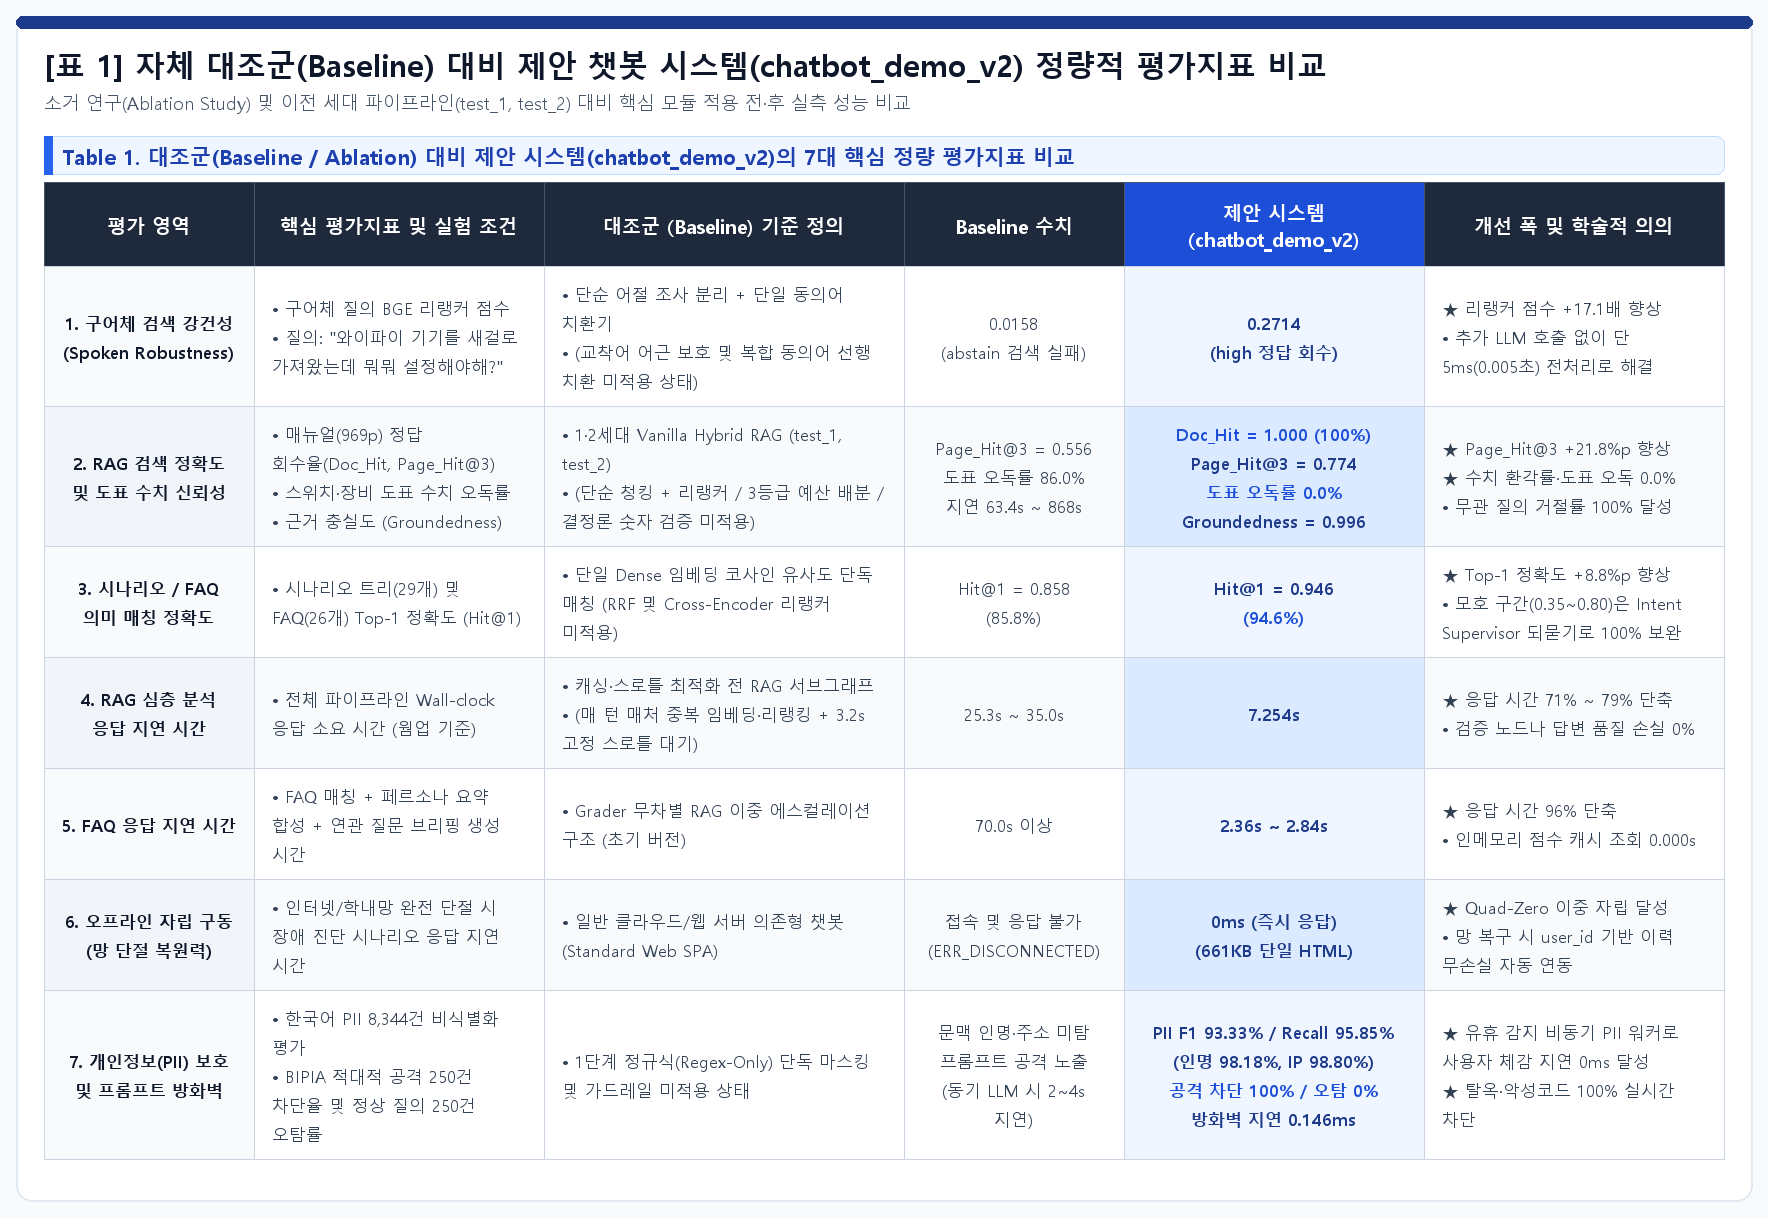 [표 1] 자체 대조군(Baseline) 대비 제안 챗봇 시스템(chatbot_demo_v2) 정량적 평가지표 비교
소거 연구(Ablation Study) 및 이전 세대 파이프라인(test_1, test_2) 대비 핵심 모듈 적용 전·후 실측 성능 비교
Table 1. 대조군(Baseline / Ablation) 대비 제안 시스템(chatbot_demo_v2)의 7대 핵심 정량 평가지표 비교
평가 영역
핵심 평가지표 및 실험 조건
대조군 (Baseline) 기준 정의
Baseline 수치
제안 시스템
(chatbot_demo_v2)
개선 폭 및 학술적 의의
1. 구어체 검색 강건성
(Spoken Robustness)
• 구어체 질의 BGE 리랭커 점수
• 질의: "와이파이 기기를 새걸로
가져왔는데 뭐뭐 설정해야해?"
• 단순 어절 조사 분리 + 단일 동의어
치환기
• (교착어 어근 보호 및 복합 동의어 선행
치환 미적용 상태)
0.0158
(abstain 검색 실패)
0.2714
(high 정답 회수)
★ 리랭커 점수 +17.1배 향상
• 추가 LLM 호출 없이 단
5ms(0.005초) 전처리로 해결
2. RAG 검색 정확도
및 도표 수치 신뢰성
• 매뉴얼(969p) 정답
회수율(Doc_Hit, Page_Hit@3)
• 스위치·장비 도표 수치 오독률
• 근거 충실도 (Groundedness)
• 1·2세대 Vanilla Hybrid RAG (test_1,
test_2)
• (단순 청킹 + 리랭커 / 3등급 예산 배분 /
결정론 숫자 검증 미적용)
Page_Hit@3 = 0.556
도표 오독률 86.0%
지연 63.4s ~ 868s
Doc_Hit = 1.000 (100%)
Page_Hit@3 = 0.774
도표 오독률 0.0%
Groundedness = 0.996
★ Page_Hit@3 +21.8%p 향상
★ 수치 환각률·도표 오독 0.0%
• 무관 질의 거절률 100% 달성
3. 시나리오 / FAQ
의미 매칭 정확도
• 시나리오 트리(29개) 및
FAQ(26개) Top-1 정확도 (Hit@1)
• 단일 Dense 임베딩 코사인 유사도 단독
매칭 (RRF 및 Cross-Encoder 리랭커
미적용)
Hit@1 = 0.858
(85.8%)
Hit@1 = 0.946
(94.6%)
★ Top-1 정확도 +8.8%p 향상
• 모호 구간(0.35~0.80)은 Intent
Supervisor 되묻기로 100% 보완
4. RAG 심층 분석
응답 지연 시간
• 전체 파이프라인 Wall-clock
응답 소요 시간 (웜업 기준)
• 캐싱·스로틀 최적화 전 RAG 서브그래프
• (매 턴 매처 중복 임베딩·리랭킹 + 3.2s
고정 스로틀 대기)
25.3s ~ 35.0s
7.254s
★ 응답 시간 71% ~ 79% 단축
• 검증 노드나 답변 품질 손실 0%
5. FAQ 응답 지연 시간
• FAQ 매칭 + 페르소나 요약
합성 + 연관 질문 브리핑 생성
시간
• Grader 무차별 RAG 이중 에스컬레이션
구조 (초기 버전)
70.0s 이상
2.36s ~ 2.84s
★ 응답 시간 96% 단축
• 인메모리 점수 캐시 조회 0.000s
6. 오프라인 자립 구동
(망 단절 복원력)
• 인터넷/학내망 완전 단절 시
장애 진단 시나리오 응답 지연
시간
• 일반 클라우드/웹 서버 의존형 챗봇
(Standard Web SPA)
접속 및 응답 불가
(ERR_DISCONNECTED)
0ms (즉시 응답)
(661KB 단일 HTML)
★ Quad-Zero 이중 자립 달성
• 망 복구 시 user_id 기반 이력
무손실 자동 연동
7. 개인정보(PII) 보호
및 프롬프트 방화벽
• 한국어 PII 8,344건 비식별화
평가
• BIPIA 적대적 공격 250건
차단율 및 정상 질의 250건
오탐률
• 1단계 정규식(Regex-Only) 단독 마스킹
및 가드레일 미적용 상태
문맥 인명·주소 미탐
프롬프트 공격 노출
(동기 LLM 시 2~4s
지연)
PII F1 93.33% / Recall 95.85%
(인명 98.18%, IP 98.80%)
공격 차단 100% / 오탐 0%
방화벽 지연 0.146ms
★ 유휴 감지 비동기 PII 워커로
사용자 체감 지연 0ms 달성
★ 탈옥·악성코드 100% 실시간
차단